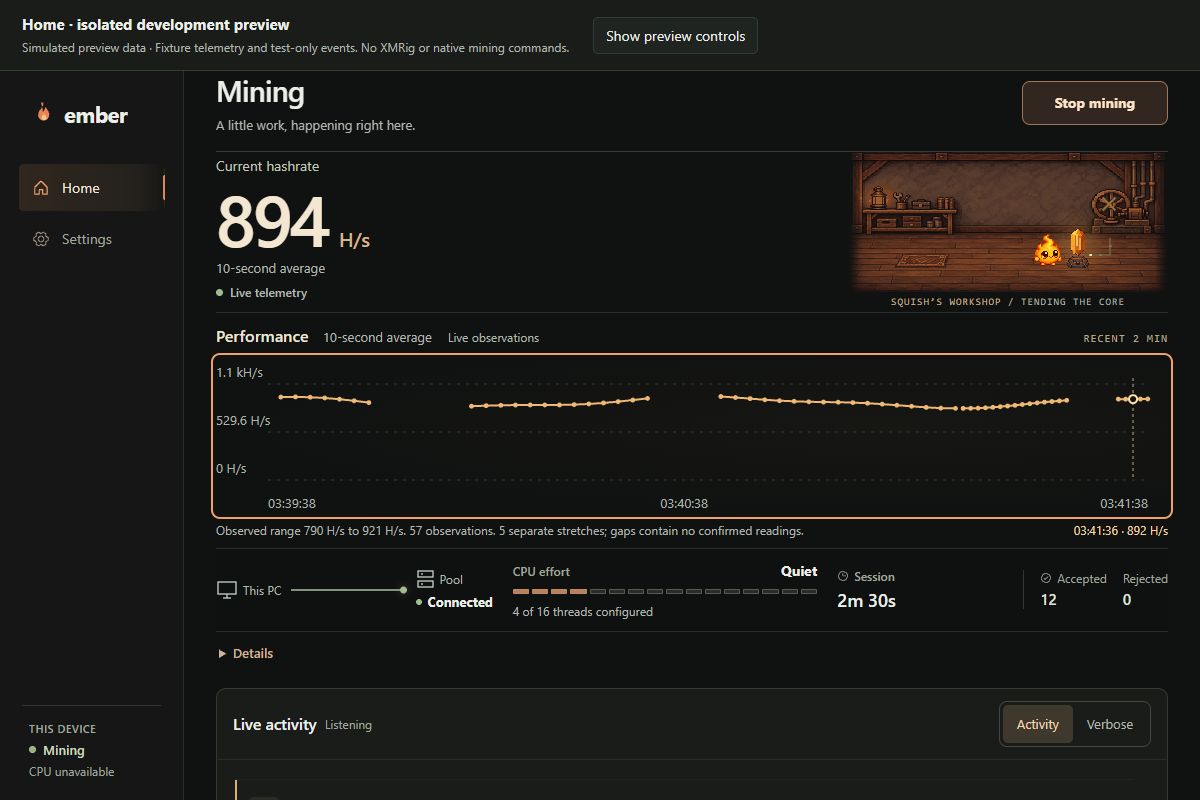 Home · isolated development preview
Simulated preview data · Fixture telemetry and test-only events. No XMRig or native mining commands.
Show preview controls
ember
Home
Settings
THIS DEVICE
Mining
CPU unavailable
Mining
A little work, happening right here.
Stop mining
Current hashrate
894 H/s
10-second average
Live telemetry
SQUISH'S WORKSHOP / TENDING THE CORE
Performance 10-second average Live observations RECENT 2 MIN
1.1 kH/s
529.6 H/s
0 H/s
03:39:38 03:40:38 03:41:38
Observed range 790 H/s to 921 H/s. 57 observations. 5 separate stretches; gaps contain no confirmed readings. 03:41:36 · 892 H/s
This PC
Pool
Connected
CPU effort Quiet
4 of 16 threads configured
Session
2m 30s
Accepted
12
Rejected
0
Details
Live activity Listening
Activity Verbose